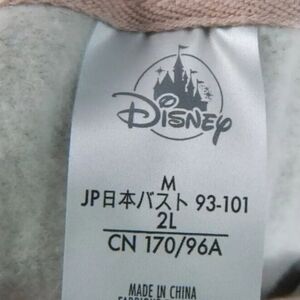 Disney
M
JP日本バスト 93-101
2L
CN 170/96A
MADE IN CHINA